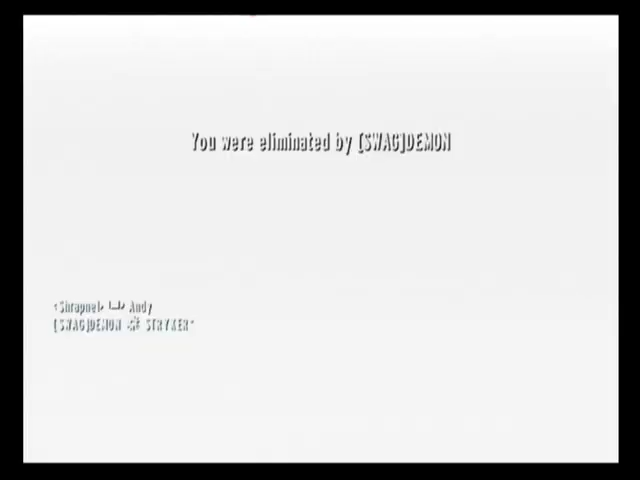 You were eliminated by [SWAG]DEMON
<Shrapnel> Andy
[SWAG]DEMON STRYKER"